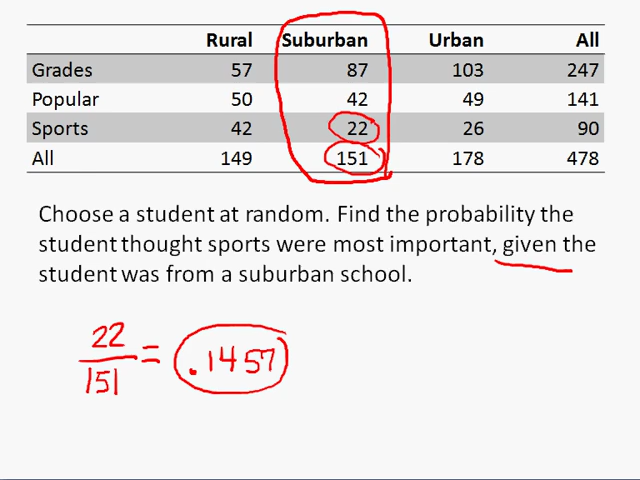 Rural Suburban Urban All
Grades 57 87 103 247
Popular 50 42 49 141
Sports 42 22 26 90
All 149 151 178 478
Choose a student at random. Find the probability the
student thought sports were most important, given the
student was from a suburban school.
22
151
= .1457